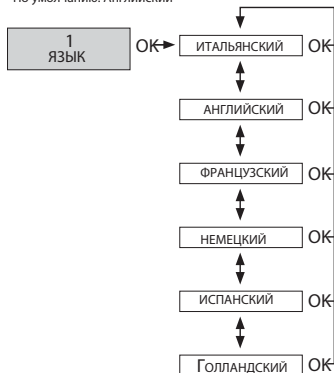 По умолчанию: Английский
1
ЯЗЫК
OK
ИТАЛЬЯНСКИЙ OK
АНГЛИЙСКИЙ OK
ФРАНЦУЗСКИЙ OK
НЕМЕЦКИЙ OK
ИСПАНСКИЙ OK
ГОЛЛАНДСКИЙ OK